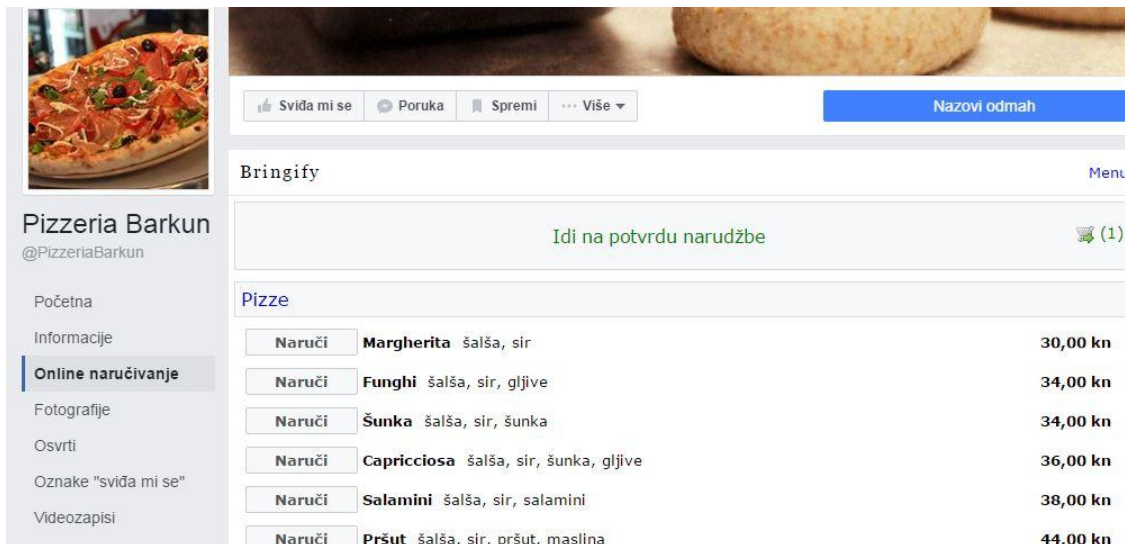 Sviđa mi se Poruka Spremi Više
Nazovi odmah
Bringify
Menu
Pizzeria Barkun
@PizzeriaBarkun
Idi na potvrdu narudžbe (1)
Početna
Informacije
Online naručivanje
Fotografije
Osvrti
Oznake "sviđa mi se"
Videozapisi
Pizze
Naruči Margherita šalša, sir 30,00 kn
Naruči Funghi šalša, sir, gljive 34,00 kn
Naruči Šunka šalša, sir, šunka 34,00 kn
Naruči Capricciosa šalša, sir, šunka, gljive 36,00 kn
Naruči Salamini šalša, sir, salamini 38,00 kn
Naruči Pršut šalša, sir, pršut, maslina 44,00 kn